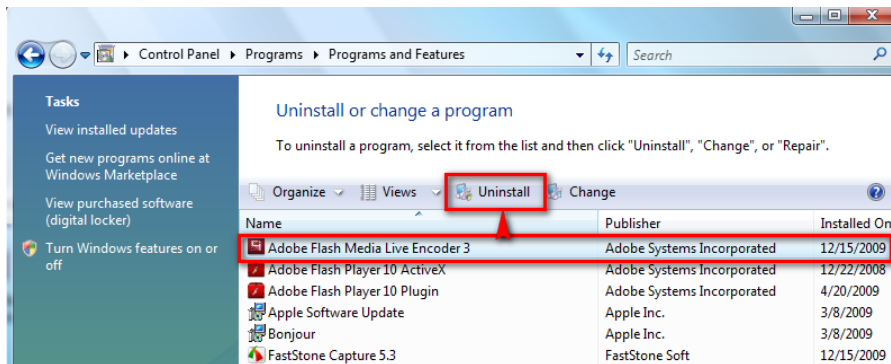 Control Panel Programs Programs and Features Search
Tasks
View installed updates
Get new programs online at
Windows Marketplace
View purchased software
(digital locker)
Turn Windows features on or
off
Uninstall or change a program
To uninstall a program, select it from the list and then click "Uninstall", "Change", or "Repair".
Organize Views Uninstall Change
Name Publisher Installed On
Adobe Flash Media Live Encoder 3 Adobe Systems Incorporated 12/15/2009
Adobe Flash Player 10 ActiveX Adobe Systems Incorporated 12/22/2008
Adobe Flash Player 10 Plugin Adobe Systems Incorporated 4/20/2009
Apple Software Update Apple Inc. 3/8/2009
Bonjour Apple Inc. 3/8/2009
FastStone Capture 5.3 FastStone Soft 12/15/2009